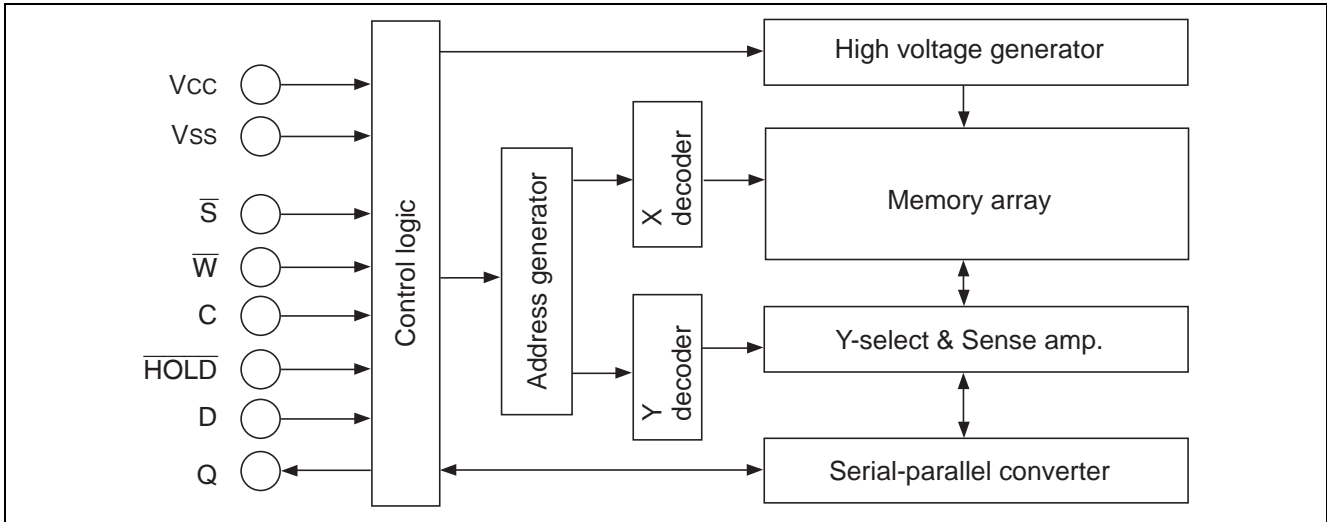 High voltage generator
VCC
VSS
S̅
W̅
C
H̅O̅L̅D̅
D
Q
Control logic
Address generator
X
decoder
Y
decoder
Memory array
Y-select & Sense amp.
Serial-parallel converter